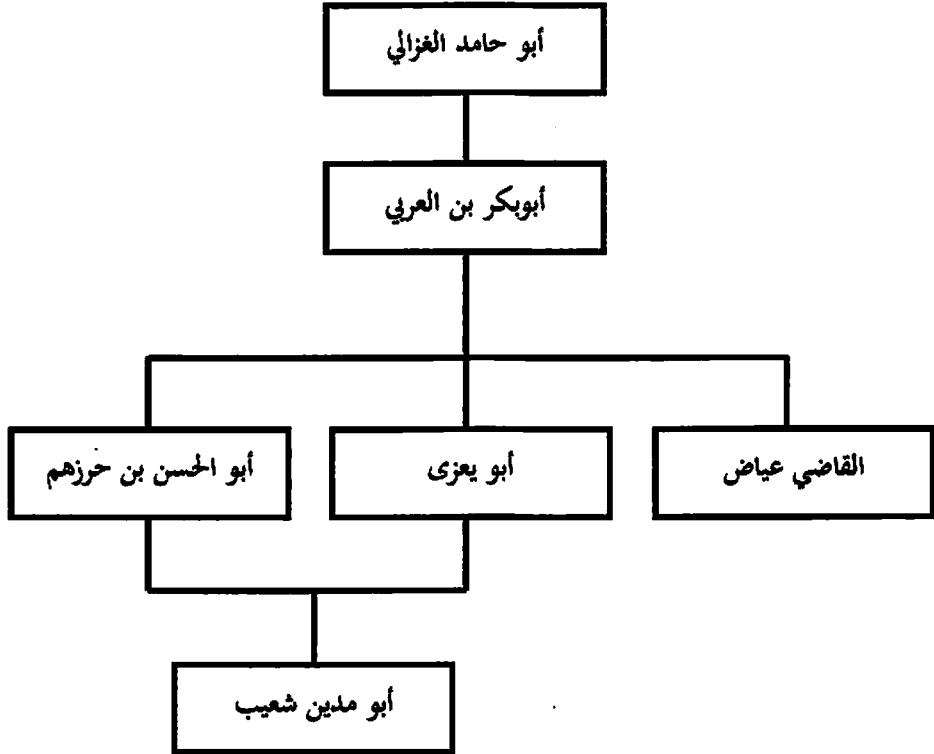 أبو حامد الغزالي
أبوبكر بن العربي
القاضي عياض
أبو يعزى
أبو الحسن بن حرزهم
أبو مدين شعيب